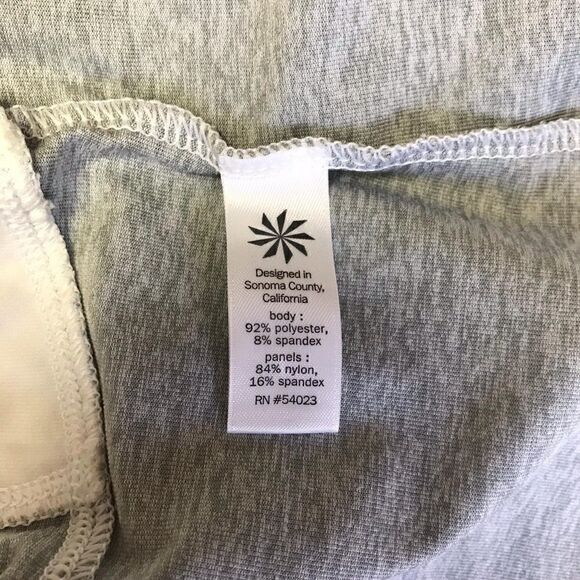 Designed in
Sonoma County,
California
body :
92% polyester,
8% spandex
panels :
84% nylon,
16% spandex
RN #54023